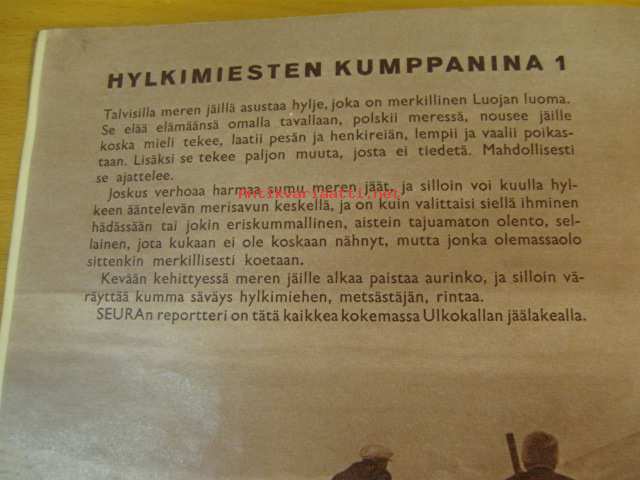 HYLKIMIESTEN KUMPPANINA 1
Talvisilla meren jäillä asustaa hylje, joka on merkillinen Luojan luoma.
Se elää elämäänsä omalla tavallaan, polskii meressä, nousee jäille
koska mieli tekee, laatii pesän ja henkireiän, lempii ja vaalii poikas-
taan. Lisäksi se tekee paljon muuta, josta ei tiedetä. Mahdollisesti
se ajattelee.
Antikvariaatti.net
Joskus verhoaa harmaa sumu meren jäät, ja silloin voi kuulla hyl-
keen ääntelevän merisavun keskellä, ja on kuin valittaisi siellä ihminen
hädässään tai jokin eriskummallinen, aistein tajuamaton olento, sel-
lainen, jota kukaan ei ole koskaan nähnyt, mutta jonka olemassaolo
sittenkin merkillisesti koetaan.
Kevään kehittyessä meren jäille alkaa paistaa aurinko, ja silloin vä-
räyttää kumma säväys hylkimiehen, metsästäjän, rintaa.
SEURAn reportteri on tätä kaikkea kokemassa Ulkokallan jäälakealla.